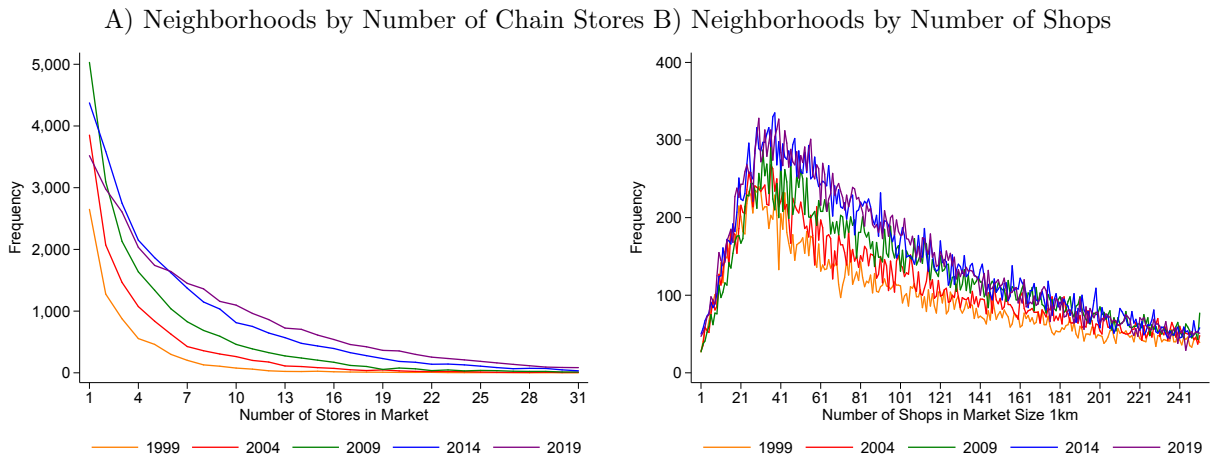 A) Neighborhoods by Number of Chain Stores B) Neighborhoods by Number of Shops
5,000
4,000
3,000
2,000
1,000
0
Frequency
1 4 7 10 13 16 19 22 25 28 31
Number of Stores in Market
1999 2004 2009 2014 2019
400
300
200
100
0
Frequency
1 21 41 61 81 101 121 141 161 181 201 221 241
Number of Shops in Market Size 1km
1999 2004 2009 2014 2019